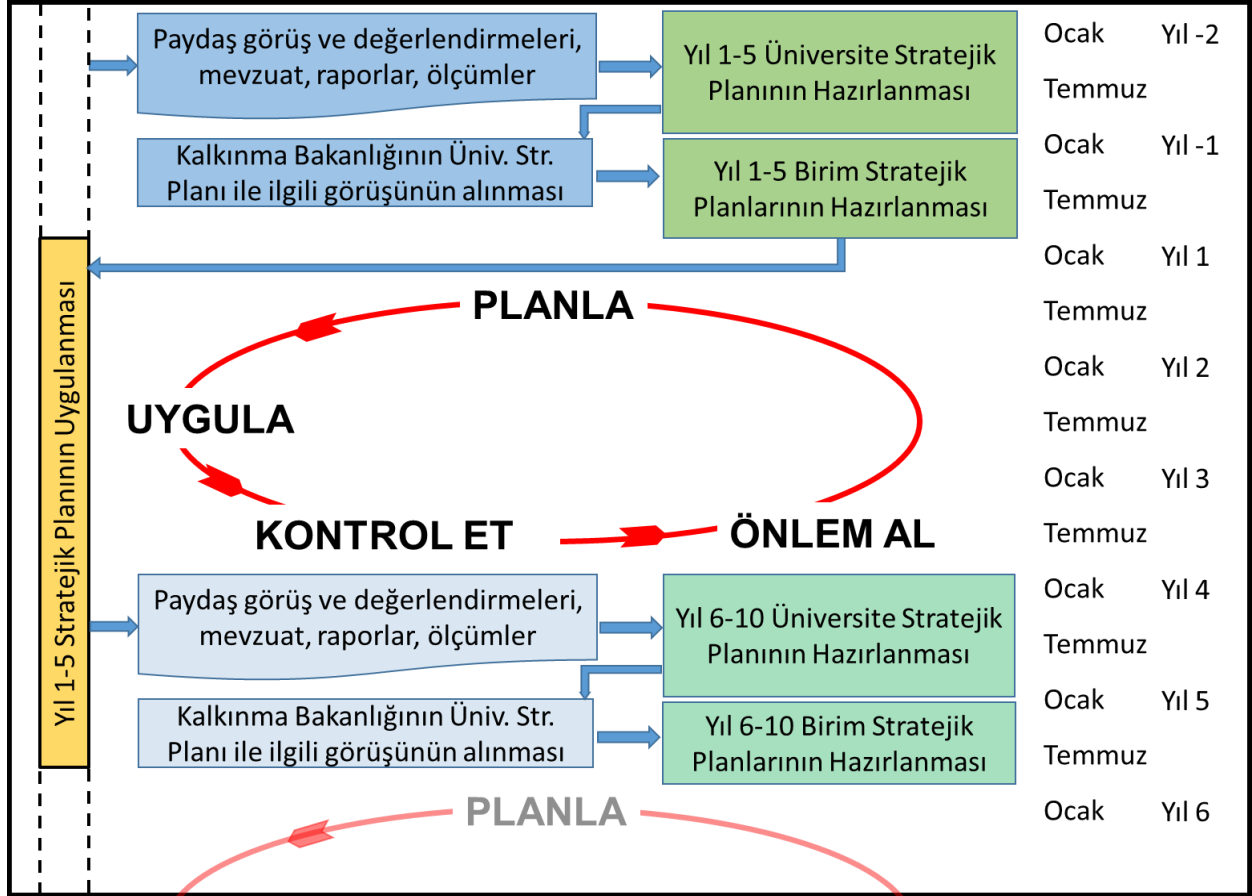 Paydaş görüş ve değerlendirmeleri,
mevzuat, raporlar, ölçümler
Yıl 1-5 Üniversite Stratejik
Planının Hazırlanması
Kalkınma Bakanlığının Üniv. Str.
Planı ile ilgili görüşünün alınması
Yıl 1-5 Birim Stratejik
Planlarının Hazırlanması
Yıl 1-5 Stratejik Planının Uygulanması
PLANLA
UYGULA
KONTROL ET
ÖNLEM AL
Paydaş görüş ve değerlendirmeleri,
mevzuat, raporlar, ölçümler
Yıl 6-10 Üniversite Stratejik
Planının Hazırlanması
Kalkınma Bakanlığının Üniv. Str.
Planı ile ilgili görüşünün alınması
Yıl 6-10 Birim Stratejik
Planlarının Hazırlanması
PLANLA
Ocak Yıl -2
Temmuz
Ocak Yıl -1
Temmuz
Ocak Yıl 1
Temmuz
Ocak Yıl 2
Temmuz
Ocak Yıl 3
Temmuz
Ocak Yıl 4
Temmuz
Ocak Yıl 5
Temmuz
Ocak Yıl 6